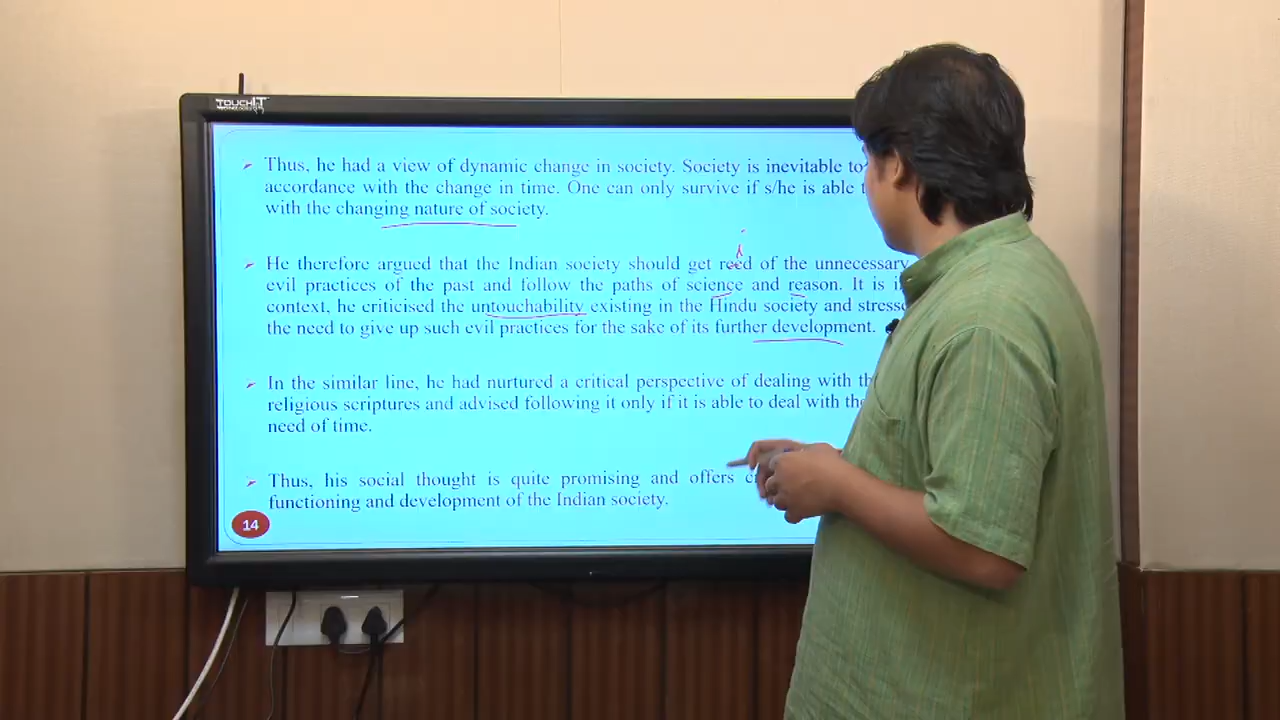 TOUCHIT
Thus, he had a view of dynamic change in society. Society is inevitable to
accordance with the change in time. One can only survive if s/he is able
with the changing nature of society.
i
He therefore argued that the Indian society should get reed of the unnecessary
evil practices of the past and follow the paths of science and reason. It is
context, he criticised the untouchability existing in the Hindu society and
the need to give up such evil practices for the sake of its further development.
In the similar line, he had nurtured a critical perspective of dealing with
religious scriptures and advised following it only if it is able to deal with the
need of time.
Thus, his social thought is quite promising and offers
functioning and development of the Indian society.
14